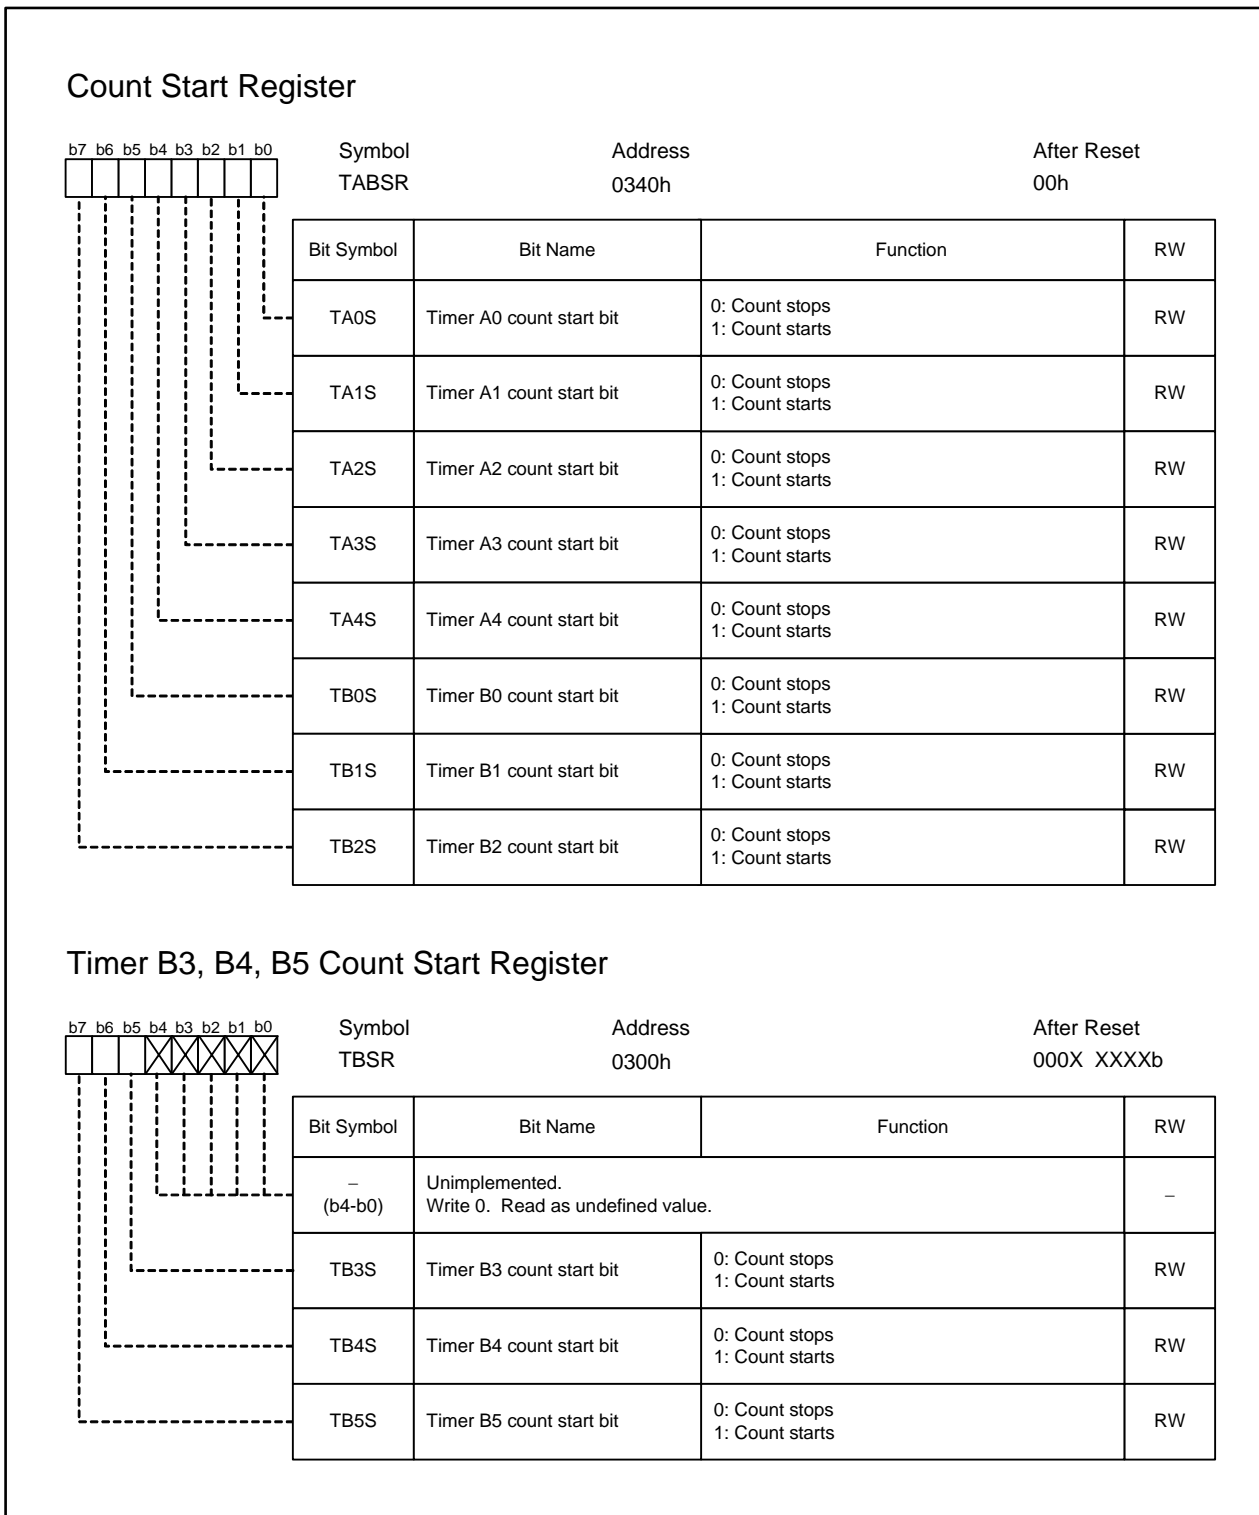 Count Start Register
b7 b6 b5 b4 b3 b2 b1 b0
Symbol Address After Reset
TABSR 0340h 00h
Bit Symbol Bit Name Function RW
TA0S Timer A0 count start bit 0: Count stops RW
1: Count starts
TA1S Timer A1 count start bit 0: Count stops RW
1: Count starts
TA2S Timer A2 count start bit 0: Count stops RW
1: Count starts
TA3S Timer A3 count start bit 0: Count stops RW
1: Count starts
TA4S Timer A4 count start bit 0: Count stops RW
1: Count starts
TB0S Timer B0 count start bit 0: Count stops RW
1: Count starts
TB1S Timer B1 count start bit 0: Count stops RW
1: Count starts
TB2S Timer B2 count start bit 0: Count stops RW
1: Count starts
Timer B3, B4, B5 Count Start Register
b7 b6 b5 b4 b3 b2 b1 b0
Symbol Address After Reset
TBSR 0300h 000X XXXXb
Bit Symbol Bit Name Function RW
– Unimplemented. –
(b4-b0) Write 0. Read as undefined value.
TB3S Timer B3 count start bit 0: Count stops RW
1: Count starts
TB4S Timer B4 count start bit 0: Count stops RW
1: Count starts
TB5S Timer B5 count start bit 0: Count stops RW
1: Count starts